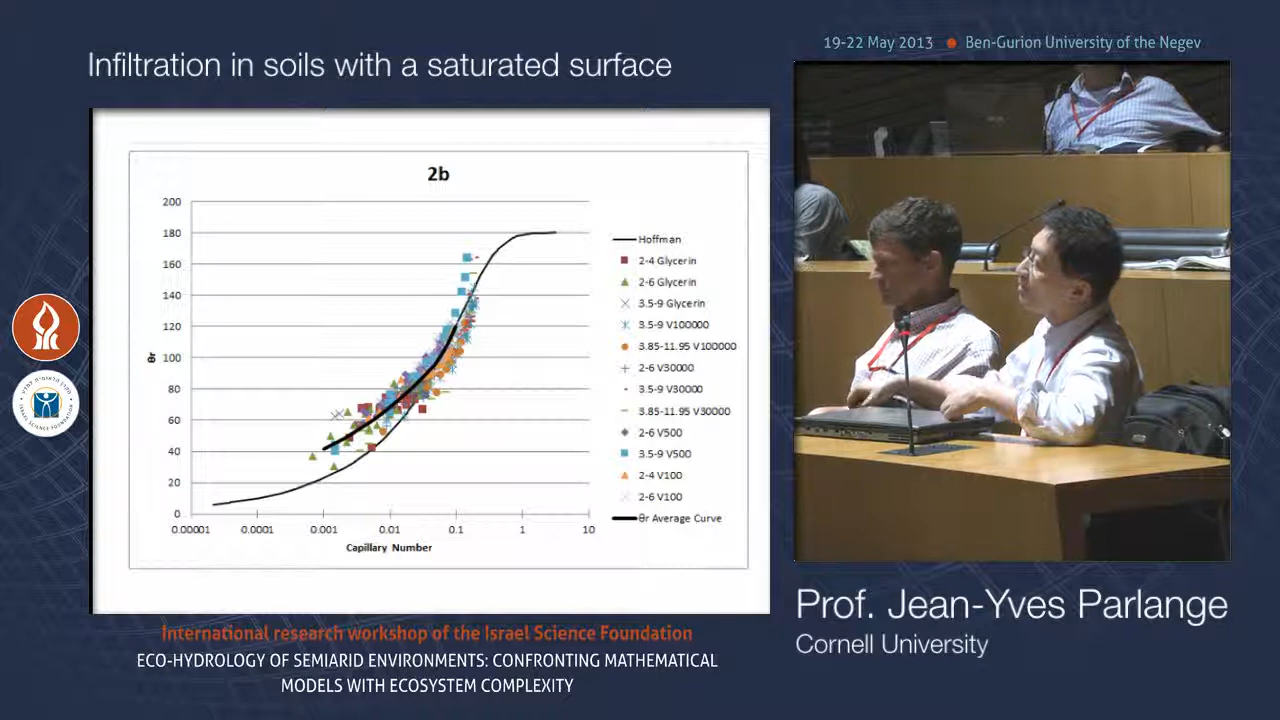 Infiltration in soils with a saturated surface
19-22 May 2013 ● Ben-Gurion University of the Negev
2b
200
180
160
140
120
100
80
60
40
20
0
θr
0.00001 0.0001 0.001 0.01 0.1 1 10
Capillary Number
Hoffman
2-4 Glycerin
2-6 Glycerin
3.5-9 Glycerin
3.5-9 V100000
3.85-11.95 V100000
2-6 V30000
3.5-9 V30000
3.85-11.95 V30000
2-6 V500
3.5-9 V500
2-4 V100
2-6 V100
θr Average Curve
Prof. Jean-Yves Parlange
Cornell University
International research workshop of the Israel Science Foundation
ECO-HYDROLOGY OF SEMIARID ENVIRONMENTS: CONFRONTING MATHEMATICAL
MODELS WITH ECOSYSTEM COMPLEXITY